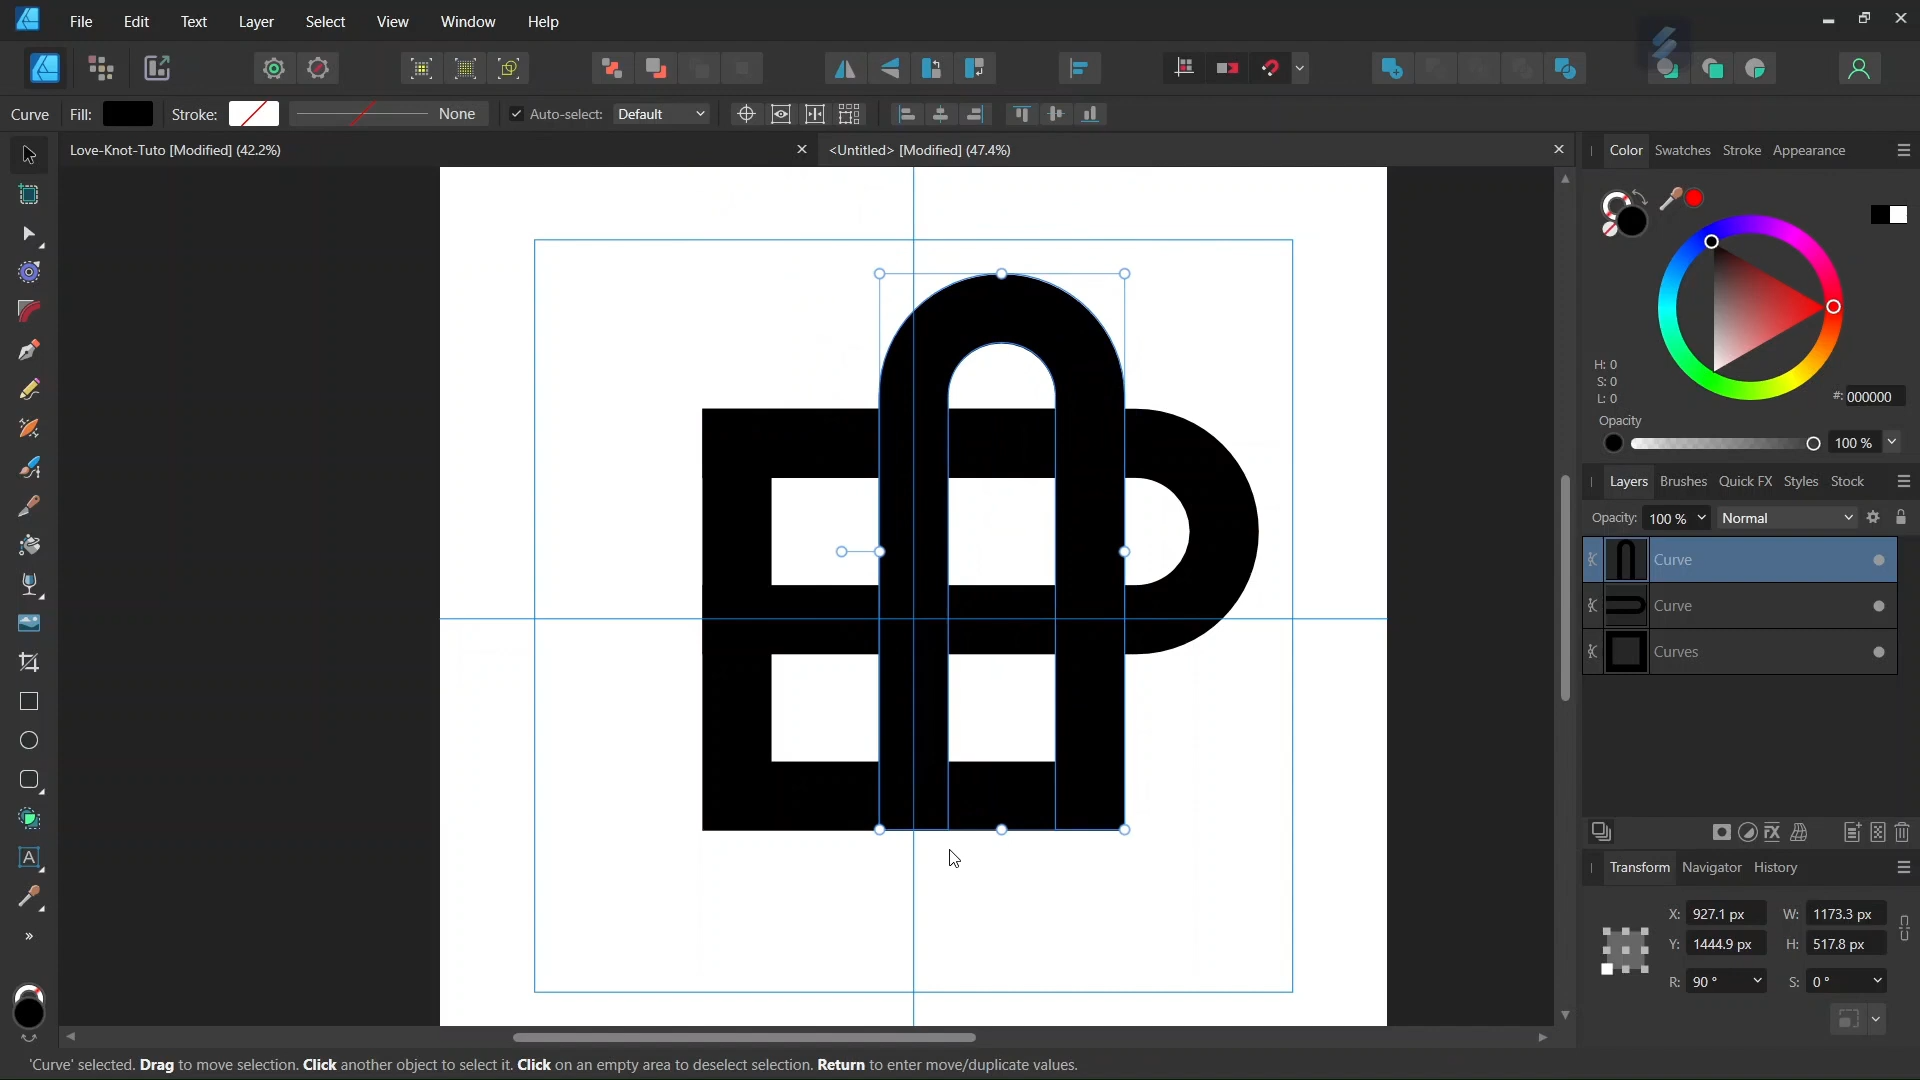 File Edit Text Layer Select View Window Help
Curve Fill: Stroke: None Auto-select: Default
Love-Knot-Tuto [Modified] (42.2%)
<Untitled> [Modified] (47.4%)
Color Swatches Stroke Appearance
H: 0
S: 0
L: 0
#: 000000
Opacity
100 %
Layers Brushes Quick FX Styles Stock
Opacity: 100 % Normal
Curve
Curve
Curves
Transform Navigator History
X: 927.1 px W: 1173.3 px
Y: 1444.9 px H: 517.8 px
R: 90 ° S: 0 °
'Curve' selected. Drag to move selection. Click another object to select it. Click on an empty area to deselect selection. Return to enter move/duplicate values.